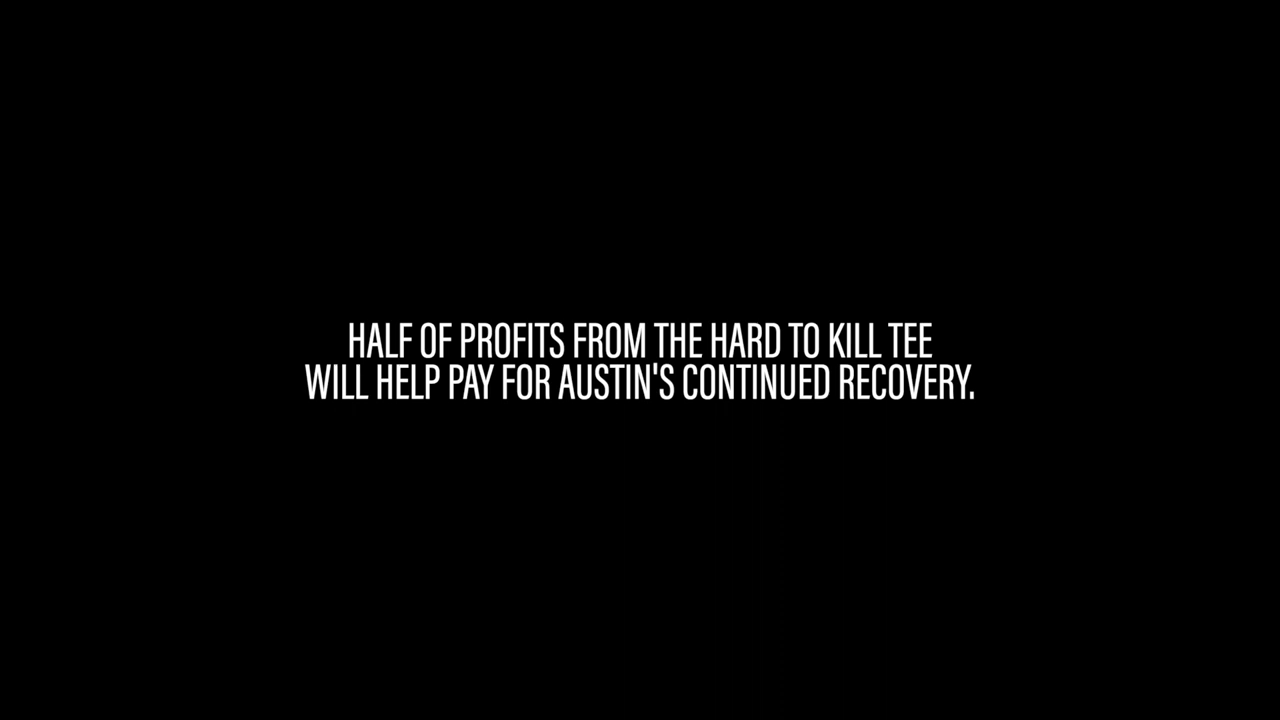 HALF OF PROFITS FROM THE HARD TO KILL TEE
WILL HELP PAY FOR AUSTIN'S CONTINUED RECOVERY.